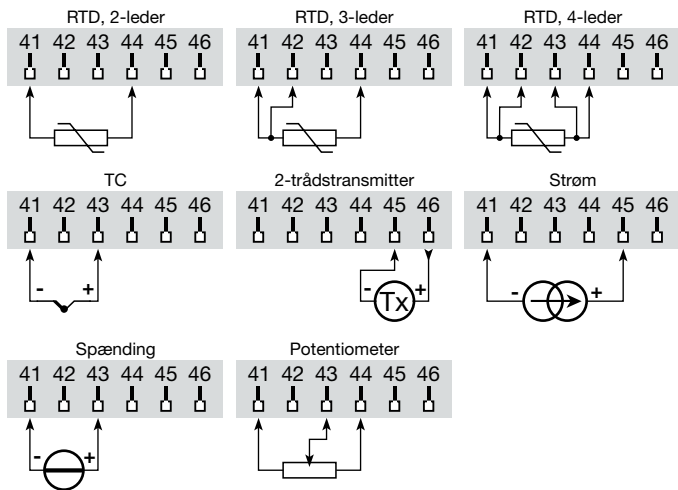 RTD, 2-leder RTD, 3-leder RTD, 4-leder
41 42 43 44 45 46 41 42 43 44 45 46 41 42 43 44 45 46
TC 2-trådstransmitter Strøm
41 42 43 44 45 46 41 42 43 44 45 46 41 42 43 44 45 46
- + - Tx + - +
Spænding Potentiometer
41 42 43 44 45 46 41 42 43 44 45 46
- +